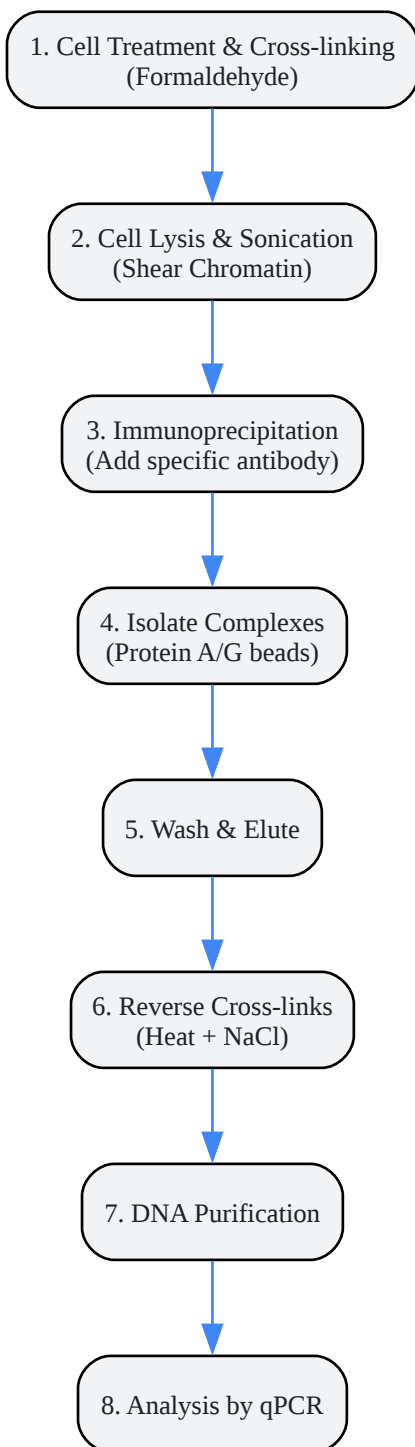 1. Cell Treatment & Cross-linking
(Formaldehyde)
2. Cell Lysis & Sonication
(Shear Chromatin)
3. Immunoprecipitation
(Add specific antibody)
4. Isolate Complexes
(Protein A/G beads)
5. Wash & Elute
6. Reverse Cross-links
(Heat + NaCl)
7. DNA Purification
8. Analysis by qPCR